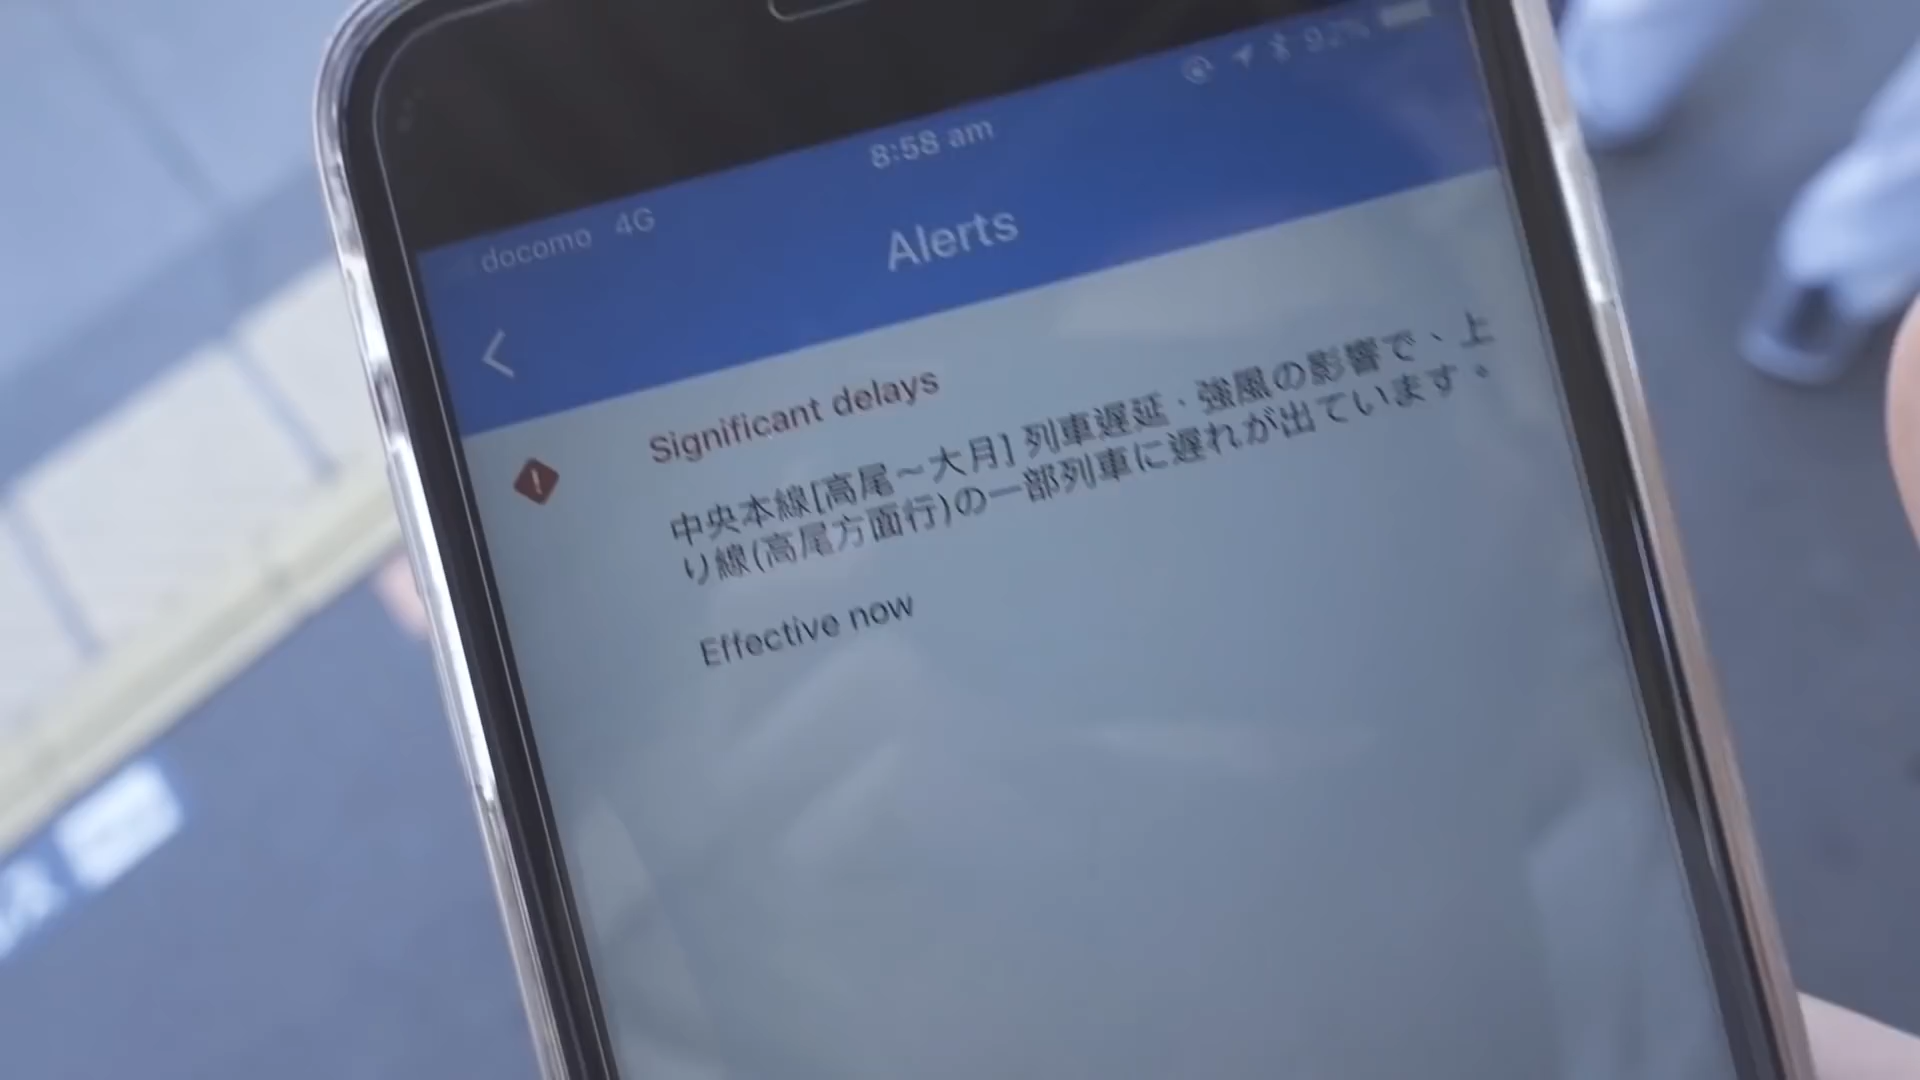 docomo 4G
8:58 am
92%
Alerts
Significant delays
中央本線[高尾〜大月] 列車遅延・強風の影響で、上
り線(高尾方面行)の一部列車に遅れが出ています。
Effective now